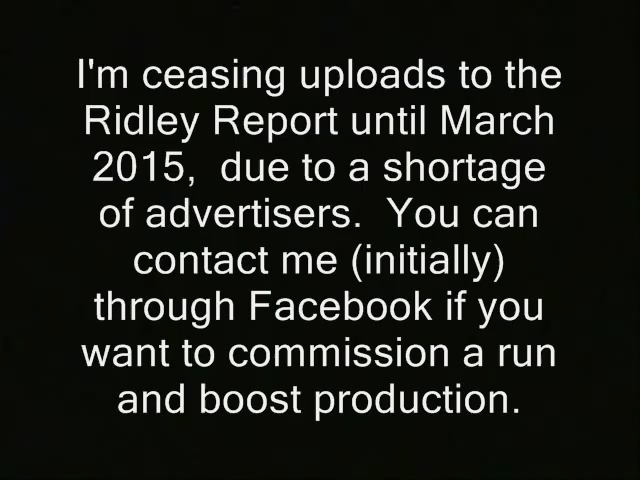 I'm ceasing uploads to the
Ridley Report until March
2015,  due to a shortage
of advertisers.  You can
contact me (initially)
through Facebook if you
want to commission a run
and boost production.